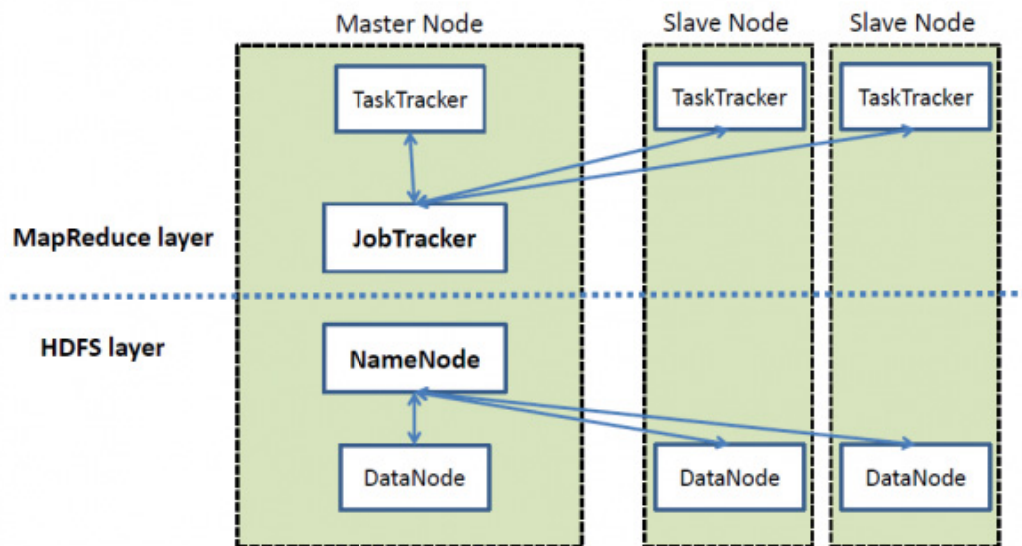 Master Node
Slave Node
Slave Node
TaskTracker
TaskTracker
TaskTracker
MapReduce layer
JobTracker
HDFS layer
NameNode
DataNode
DataNode
DataNode